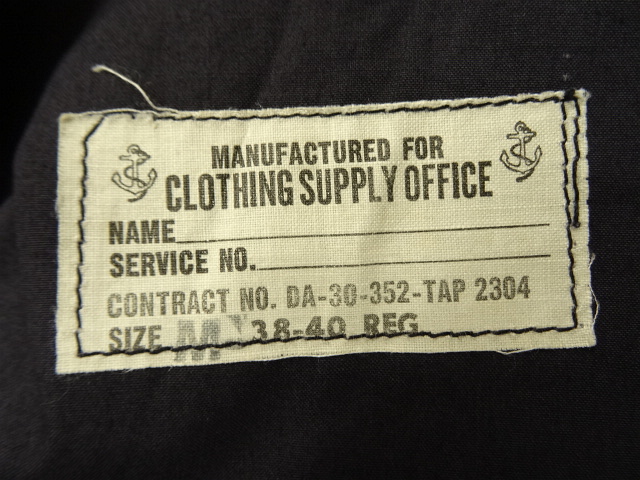 MANUFACTURED FOR
CLOTHING SUPPLY OFFICE
NAME
SERVICE NO.
CONTRACT NO. DA-30-352-TAP 2304
SIZE M 38-40 REG